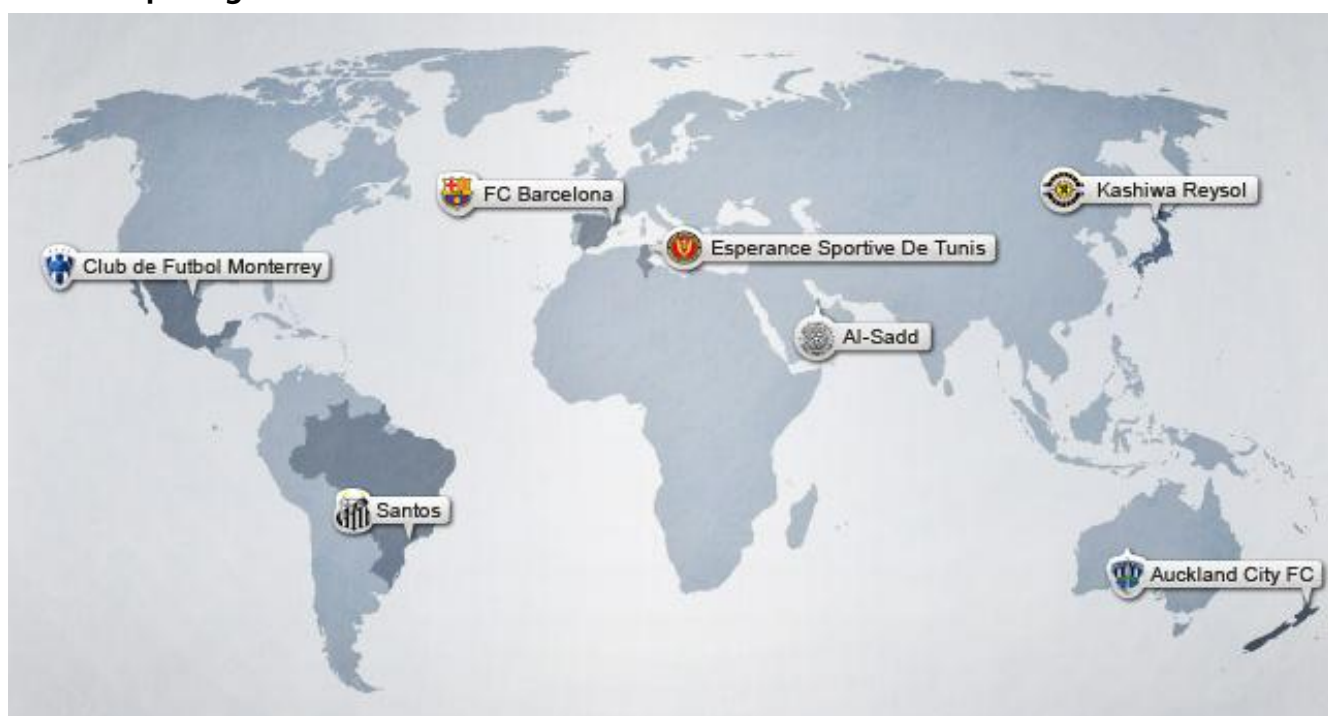 FC Barcelona
Kashiwa Reysol
Esperance Sportive De Tunis
Club de Futbol Monterrey
Al-Sadd
Santos
Auckland City FC